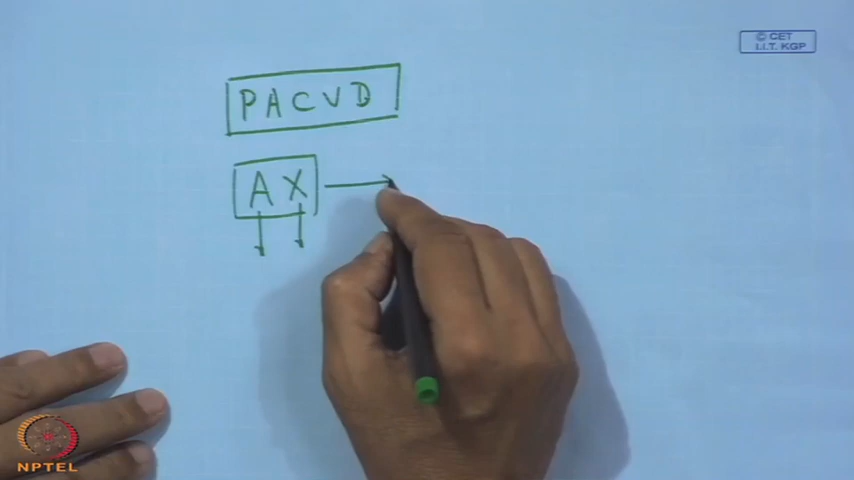 © CET
I.I.T. KGP
PACVD
AX
NPTEL